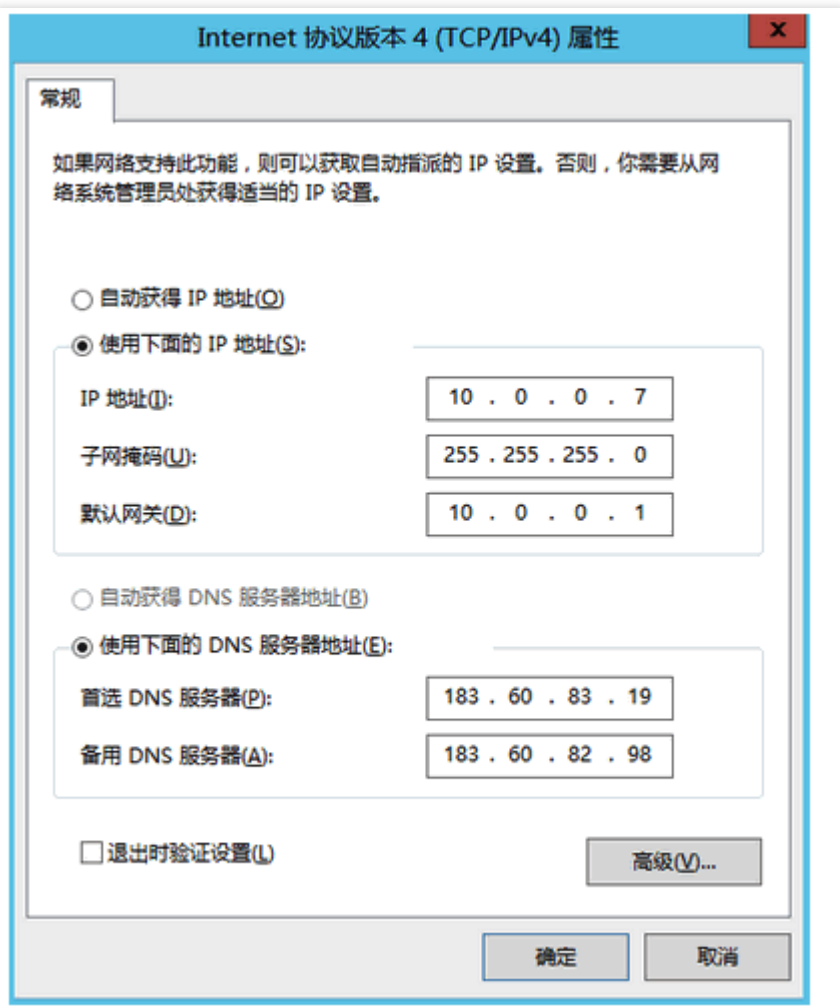 Internet 协议版本 4 (TCP/IPv4) 属性
x
常规
如果网络支持此功能，则可以获取自动指派的 IP 设置。否则，你需要从网
络系统管理员处获得适当的 IP 设置。
自动获得 IP 地址(O)
使用下面的 IP 地址(S):
IP 地址(I): 10 . 0 . 0 . 7
子网掩码(U): 255 . 255 . 255 . 0
默认网关(D): 10 . 0 . 0 . 1
自动获得 DNS 服务器地址(B)
使用下面的 DNS 服务器地址(E):
首选 DNS 服务器(P): 183 . 60 . 83 . 19
备用 DNS 服务器(A): 183 . 60 . 82 . 98
退出时验证设置(L)
高级(V)...
确定 取消